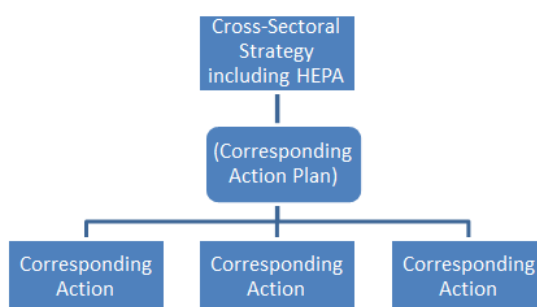 Cross-Sectoral
Strategy
including HEPA
(Corresponding
Action Plan)
Corresponding
Action
Corresponding
Action
Corresponding
Action